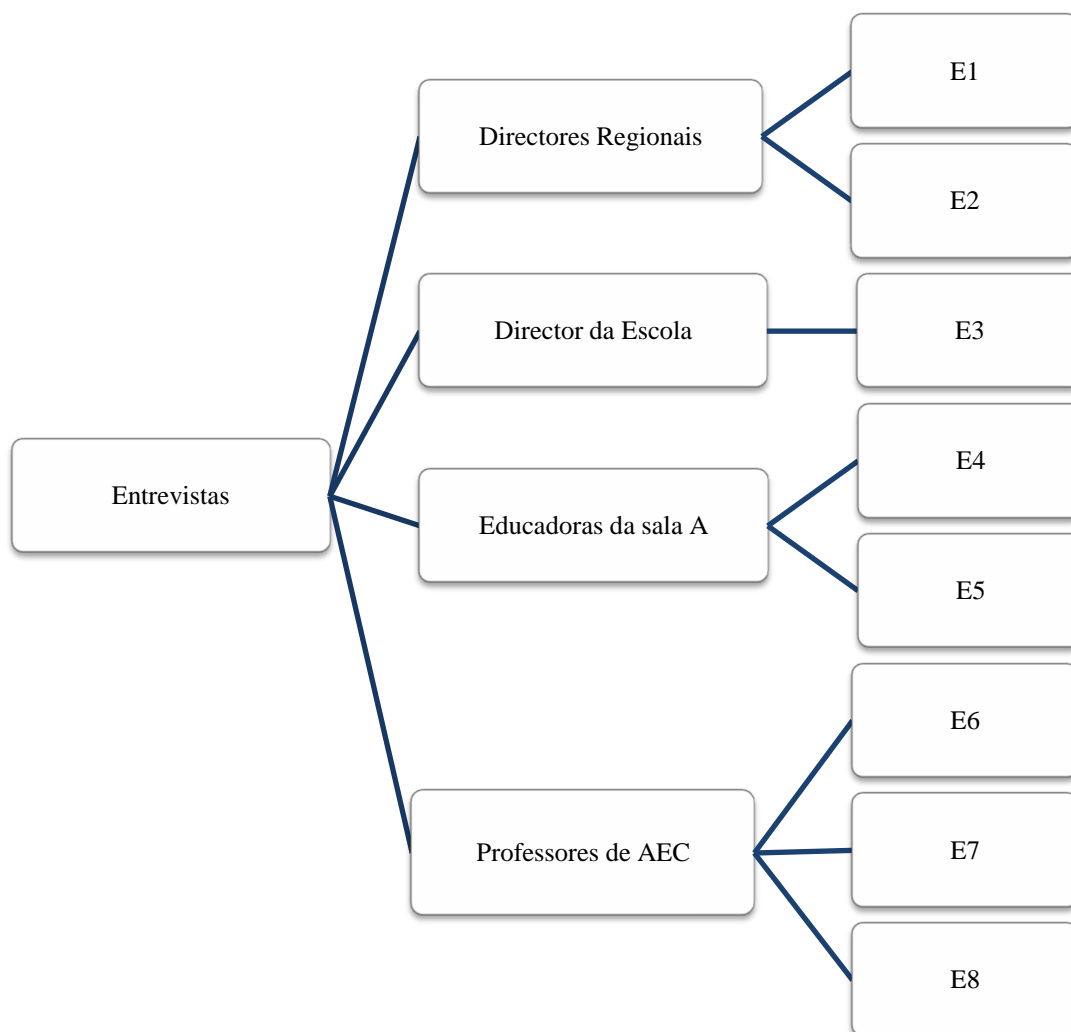 Entrevistas
Directores Regionais
E1
E2
Director da Escola
E3
Educadoras da sala A
E4
E5
Professores de AEC
E6
E7
E8